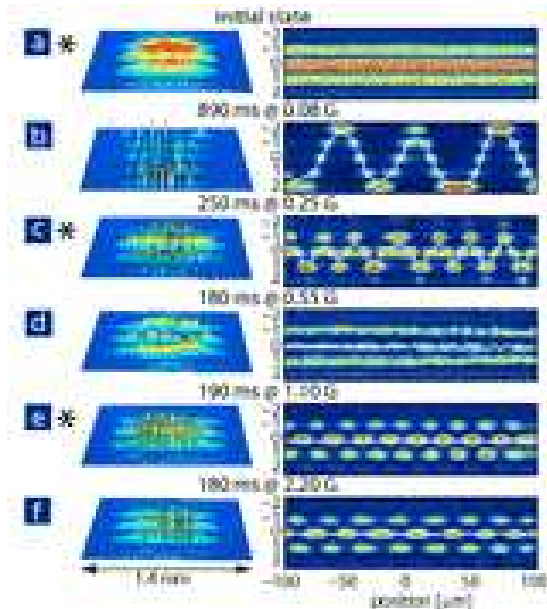 initial state
a *
890 ms @ 0.08 G
b
250 ms @ 0.25 G
c *
180 ms @ 0.55 G
d
190 ms @ 1.10 G
e *
180 ms @ 2.20 G
f
1.4 mm
-100 -50 0 50 100
position [μm]